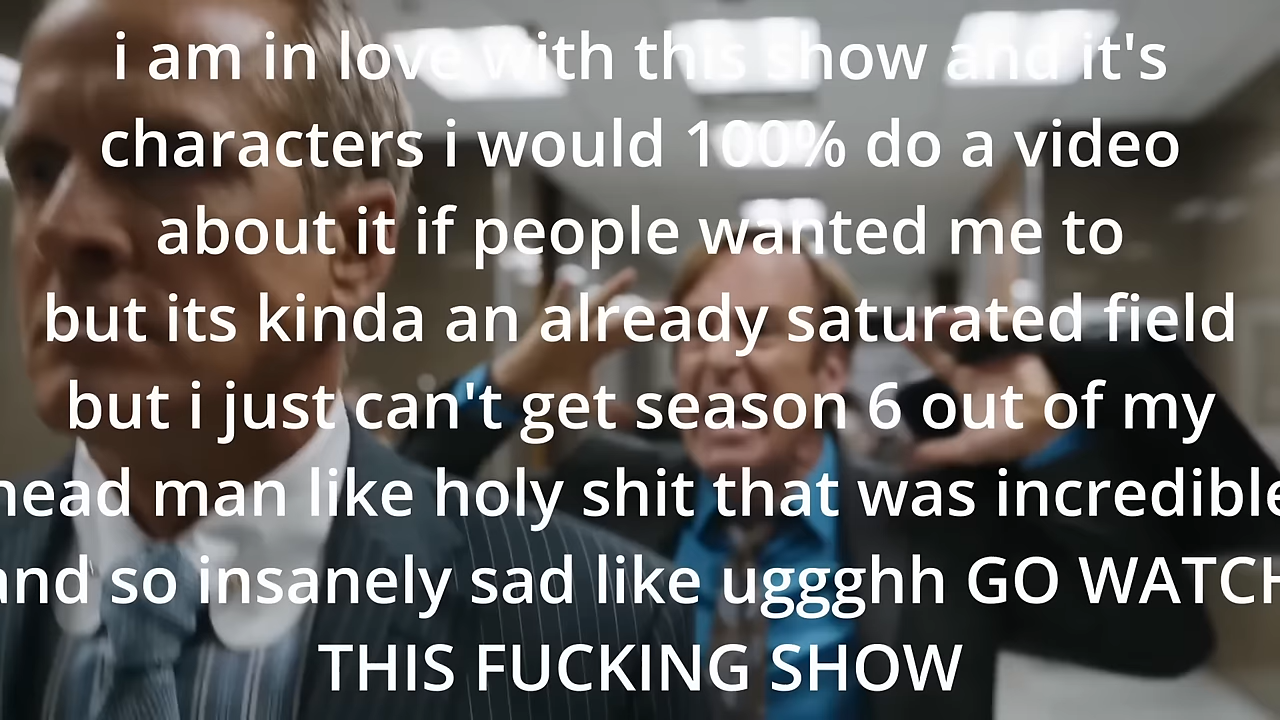 i am in love with this show and it's
characters i would 100% do a video
about it if people wanted me to
but its kinda an already saturated field
but i just can't get season 6 out of my
head man like holy shit that was incredible
and so insanely sad like uggghh GO WATCH
THIS FUCKING SHOW